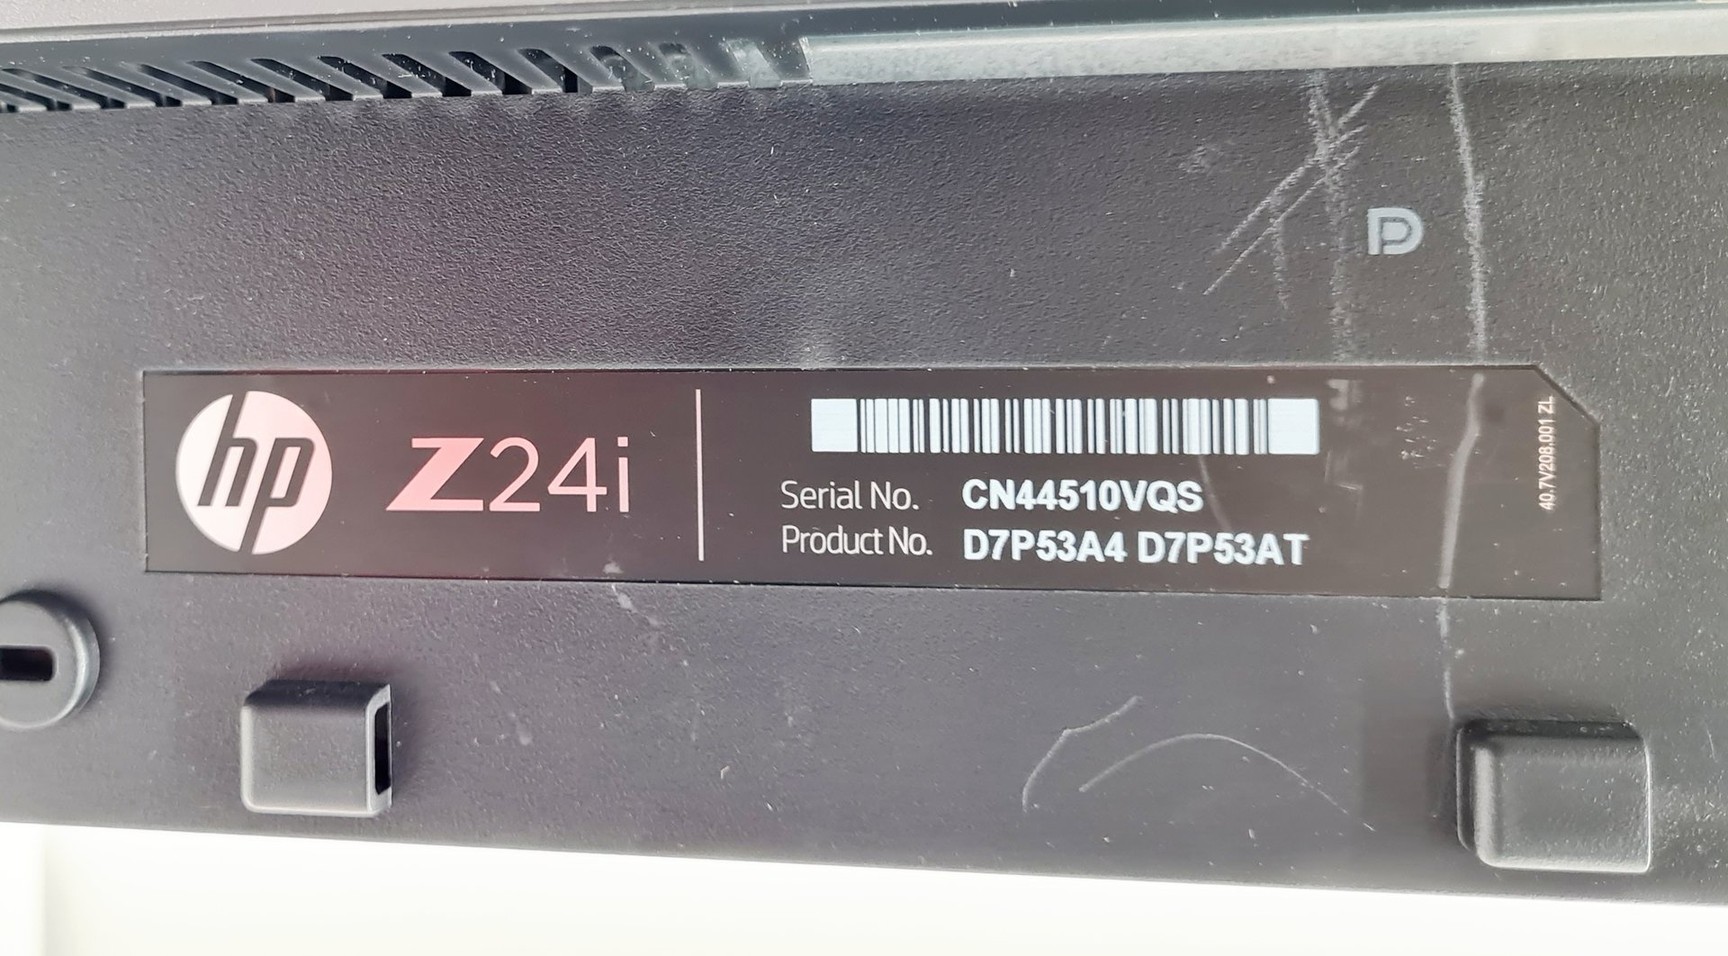 hp Z24i
Serial No. CN44510VQS
Product No. D7P53A4 D7P53AT
40.7V208.001 ZL